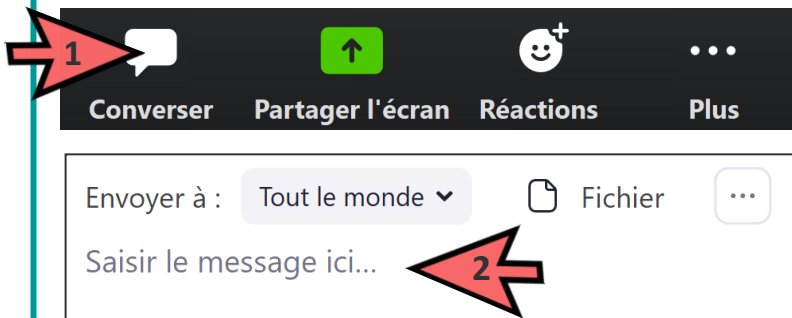 1
Converser Partager l'écran Réactions Plus
Envoyer à : Tout le monde Fichier ...
Saisir le message ici... 2